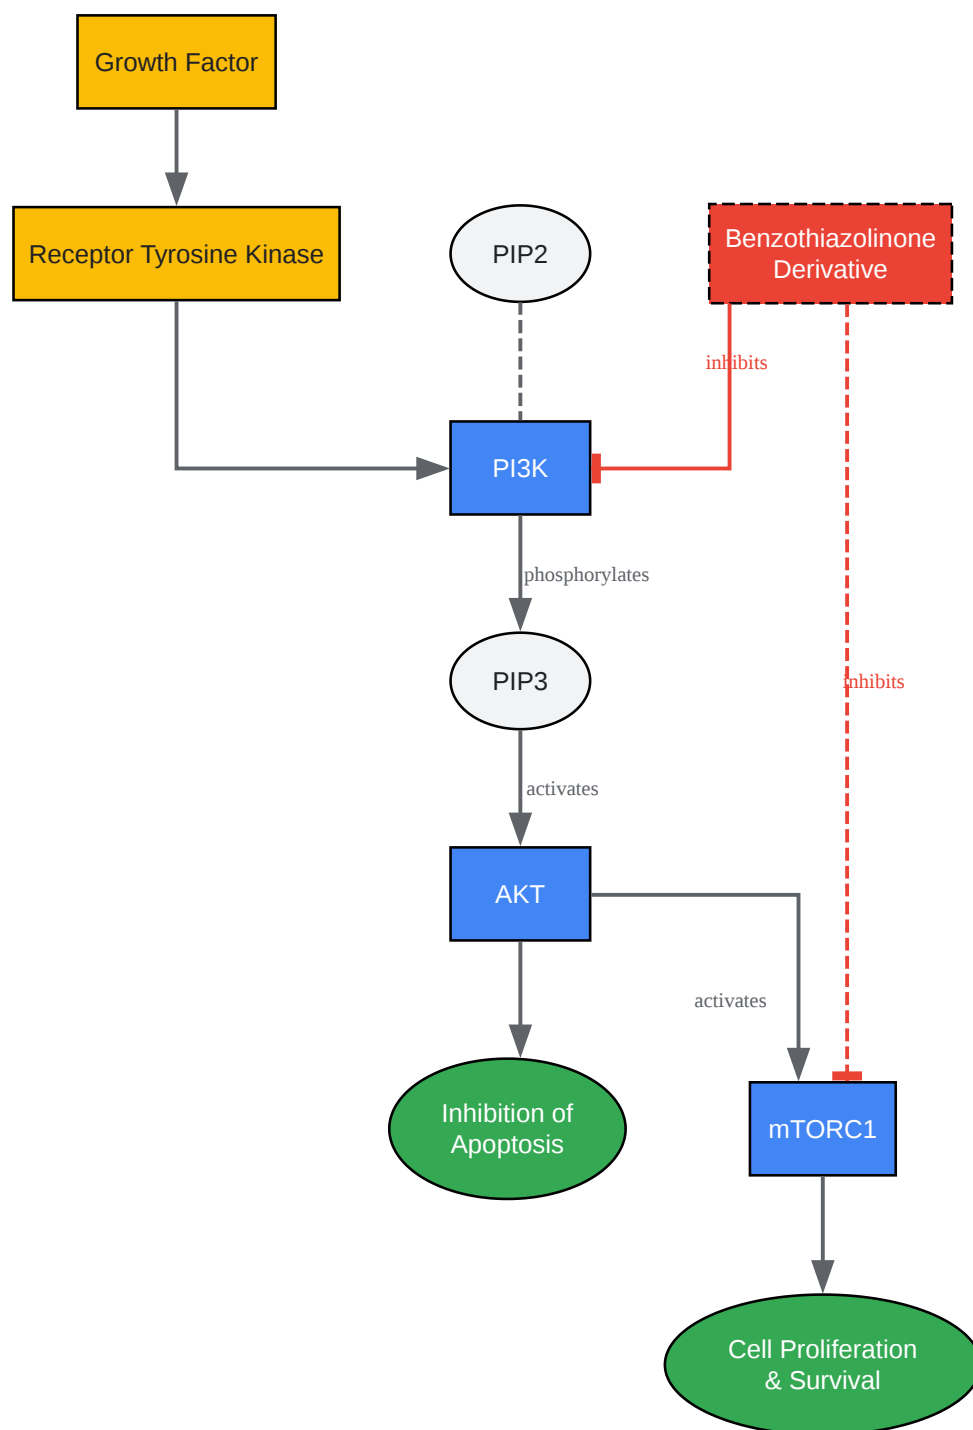 Growth Factor
Receptor Tyrosine Kinase
PIP2
Benzothiazolinone
Derivative
inhibits
PI3K
phosphorylates
PIP3
inhibits
activates
AKT
activates
Inhibition of
Apoptosis
mTORC1
Cell Proliferation
& Survival